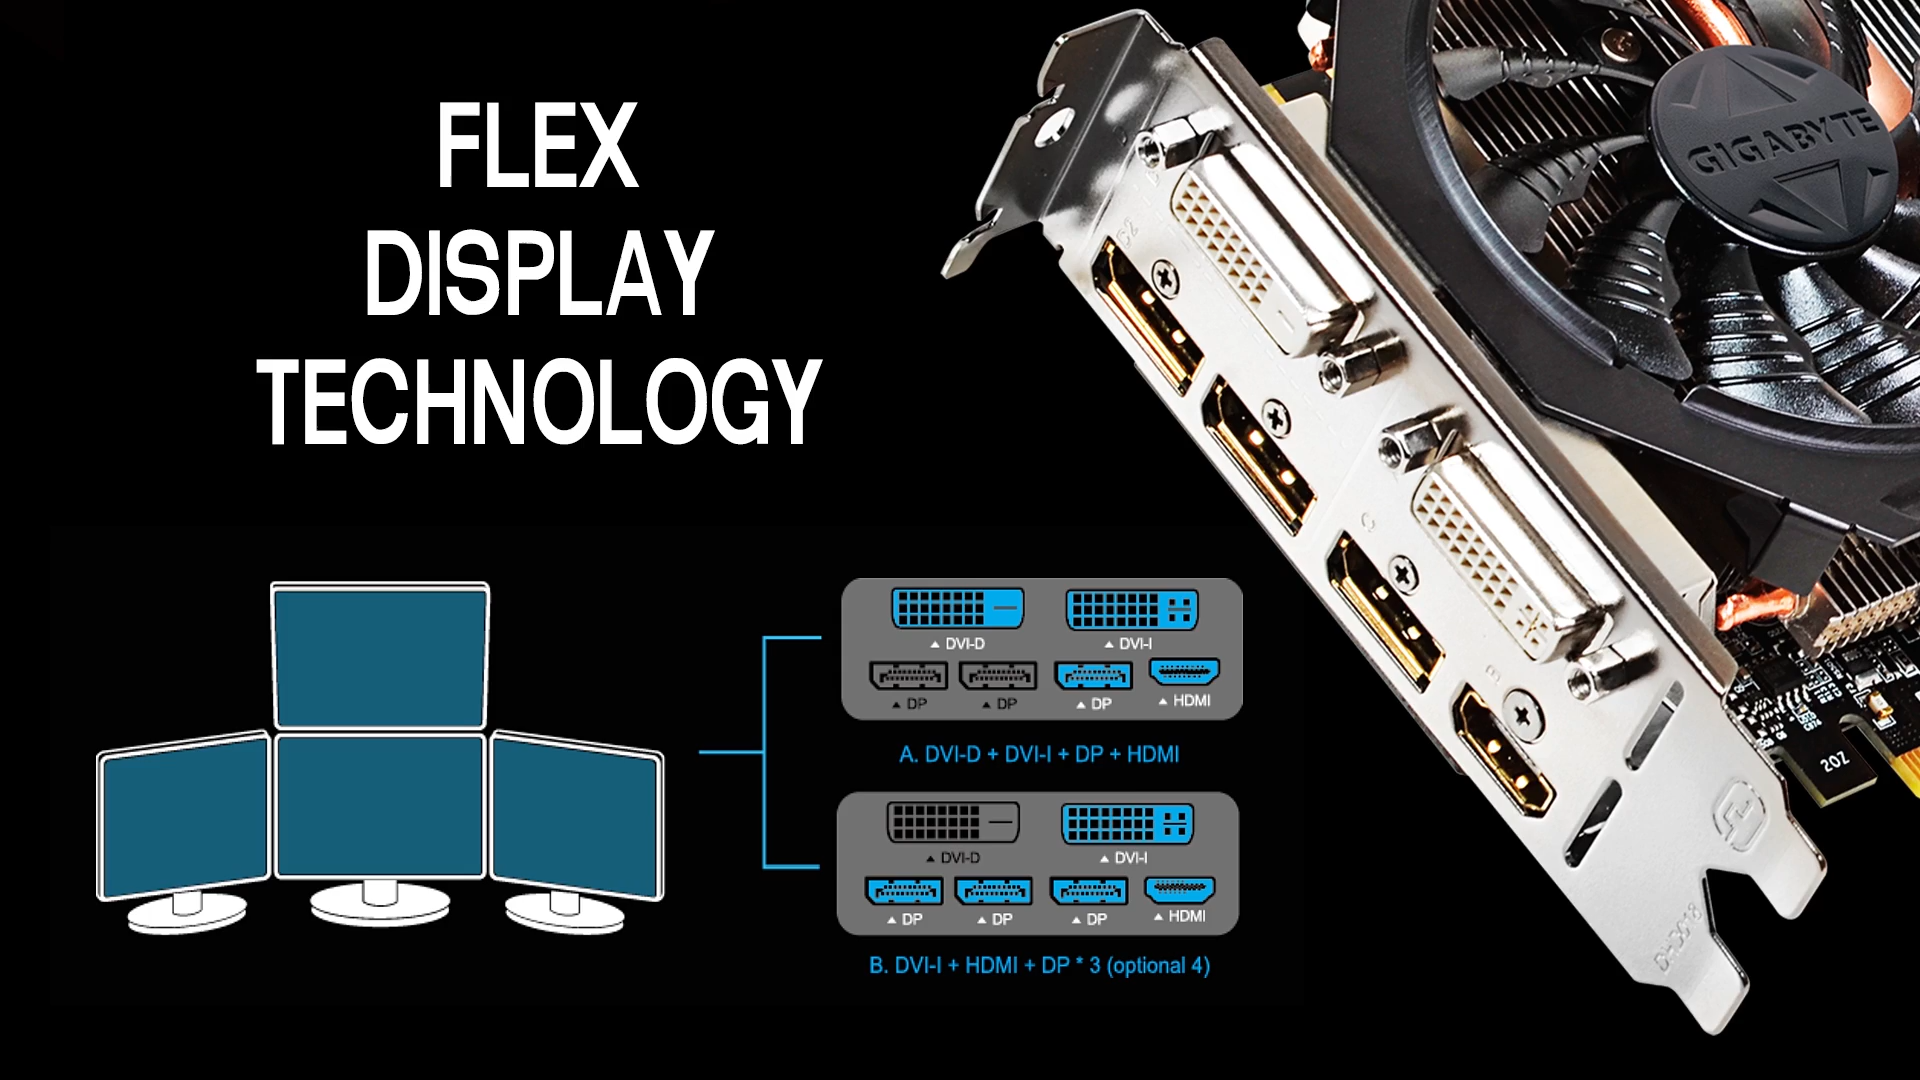 FLEX
DISPLAY
TECHNOLOGY
GIGABYTE
▲ DVI-D ▲ DVI-I
▲ DP ▲ DP ▲ DP ▲ HDMI
A. DVI-D + DVI-I + DP + HDMI
▲ DVI-D ▲ DVI-I
▲ DP ▲ DP ▲ DP ▲ HDMI
B. DVI-I + HDMI + DP * 3 (optional 4)
20Z